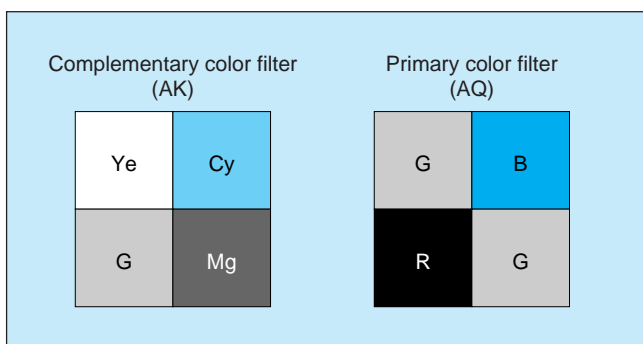 Complementary color filter
(AK)
Ye
Cy
G
Mg
Primary color filter
(AQ)
G
B
R
G